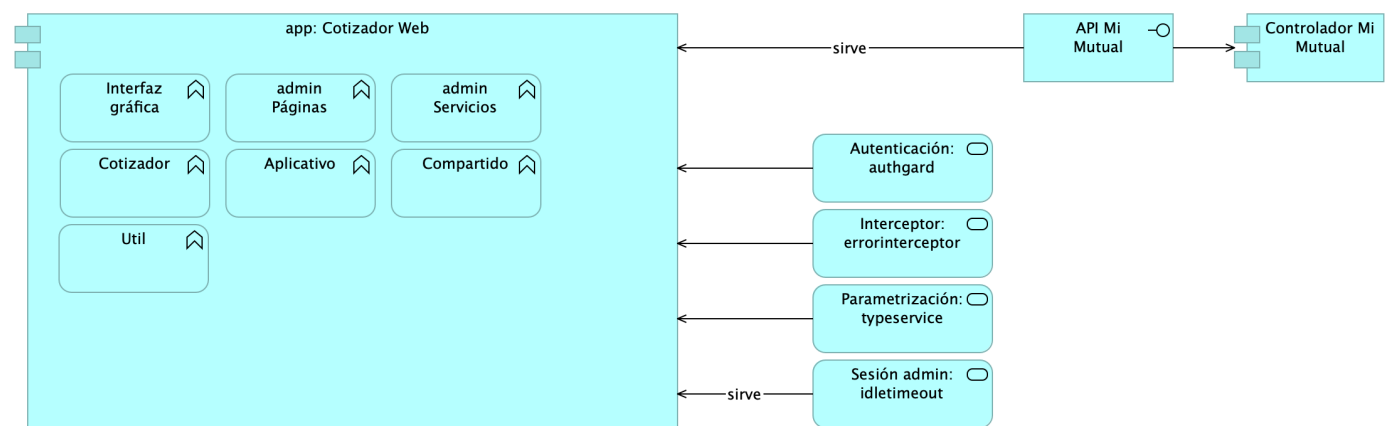 app: Cotizador Web
Interfaz
gráfica
admin
Páginas
admin
Servicios
Cotizador
Aplicativo
Compartido
Util
sirve
API Mi
Mutual
Controlador Mi
Mutual
Autenticación:
authgard
Interceptor:
errorinterceptor
Parametrización:
typeservice
Sesión admin:
idletimeout
sirve